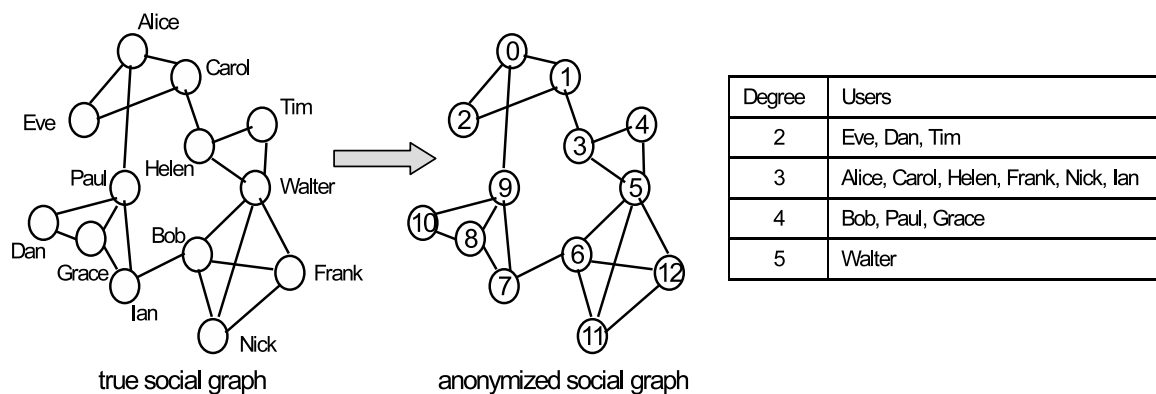 Alice
Carol
Eve
Tim
Helen
Paul
Walter
Dan
Bob
Grace
Frank
Ian
Nick
true social graph
0
1
2
4
3
9
5
10
8
6
12
7
11
anonymized social graph
Degree Users
2 Eve, Dan, Tim
3 Alice, Carol, Helen, Frank, Nick, Ian
4 Bob, Paul, Grace
5 Walter